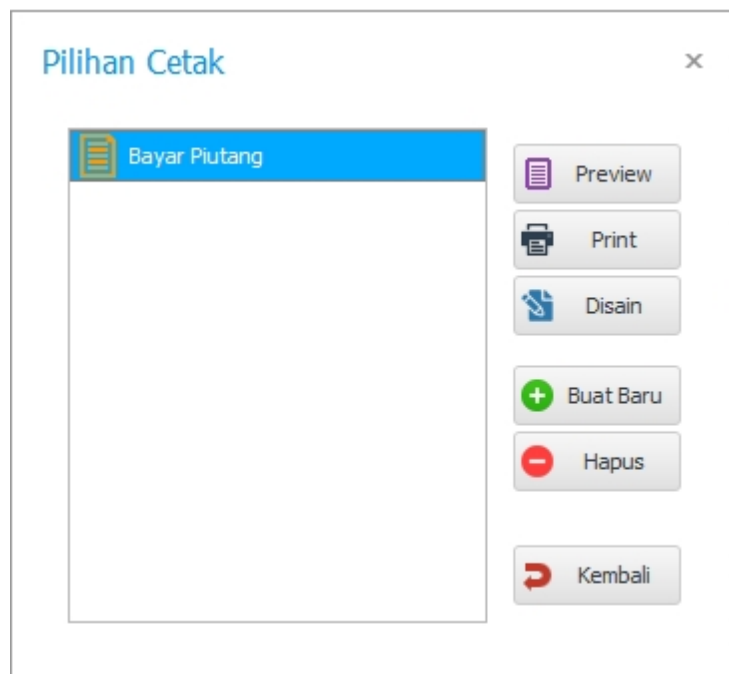 Pilihan Cetak
Bayar Piutang
Preview
Print
Disain
Buat Baru
Hapus
Kembali